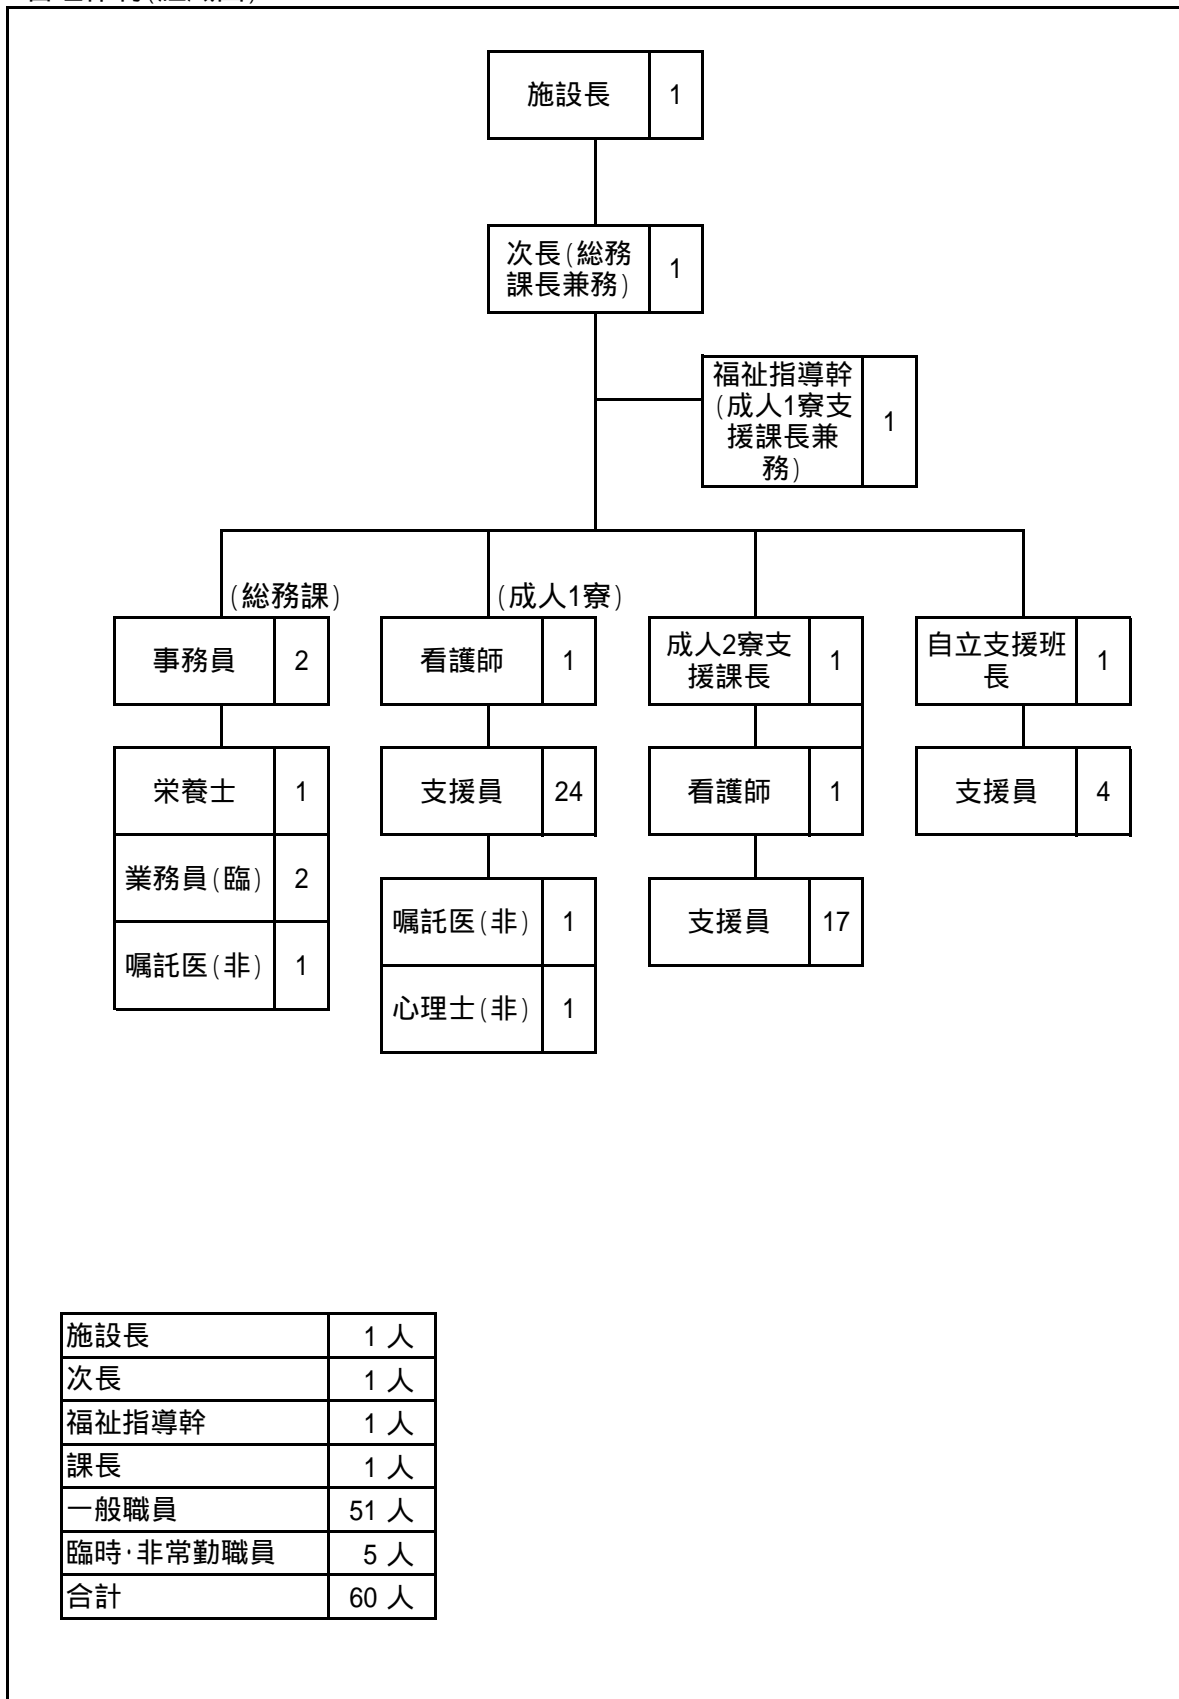 施設長 1
次長(総務
課長兼務) 1
福祉指導幹
(成人1寮支
援課長兼
務) 1
(総務課)
事務員 2
栄養士 1
業務員(臨) 2
嘱託医(非) 1
(成人1寮)
看護師 1
支援員 24
嘱託医(非) 1
心理士(非) 1
成人2寮支
援課長 1
看護師 1
支援員 17
自立支援班
長 1
支援員 4
施設長 1 人
次長 1 人
福祉指導幹 1 人
課長 1 人
一般職員 51 人
臨時・非常勤職員 5 人
合計 60 人